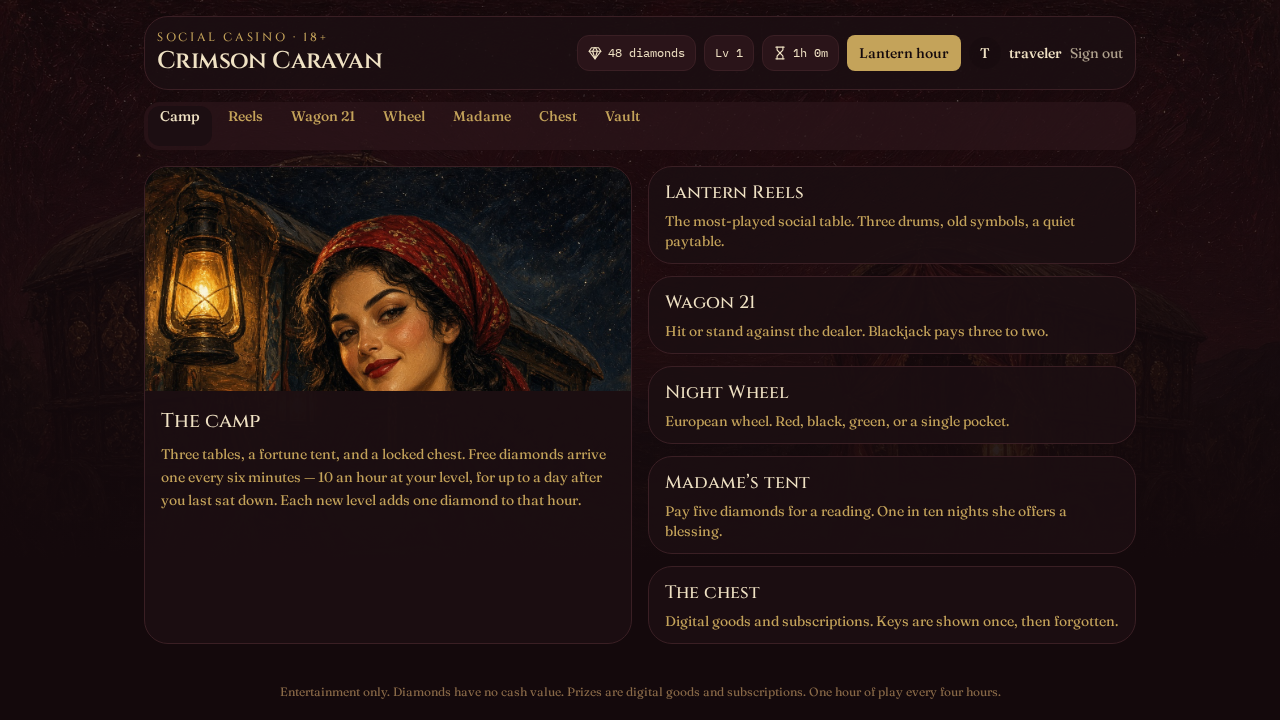 SOCIAL CASINO · 18+
Crimson Caravan
48 diamonds
Lv 1
1h 0m
Lantern hour
T
traveler
Sign out
Camp
Reels
Wagon 21
Wheel
Madame
Chest
Vault
The camp
Three tables, a fortune tent, and a locked chest. Free diamonds arrive
one every six minutes — 10 an hour at your level, for up to a day after
you last sat down. Each new level adds one diamond to that hour.
Lantern Reels
The most-played social table. Three drums, old symbols, a quiet
paytable.
Wagon 21
Hit or stand against the dealer. Blackjack pays three to two.
Night Wheel
European wheel. Red, black, green, or a single pocket.
Madame’s tent
Pay five diamonds for a reading. One in ten nights she offers a
blessing.
The chest
Digital goods and subscriptions. Keys are shown once, then forgotten.
Entertainment only. Diamonds have no cash value. Prizes are digital goods and subscriptions. One hour of play every four hours.